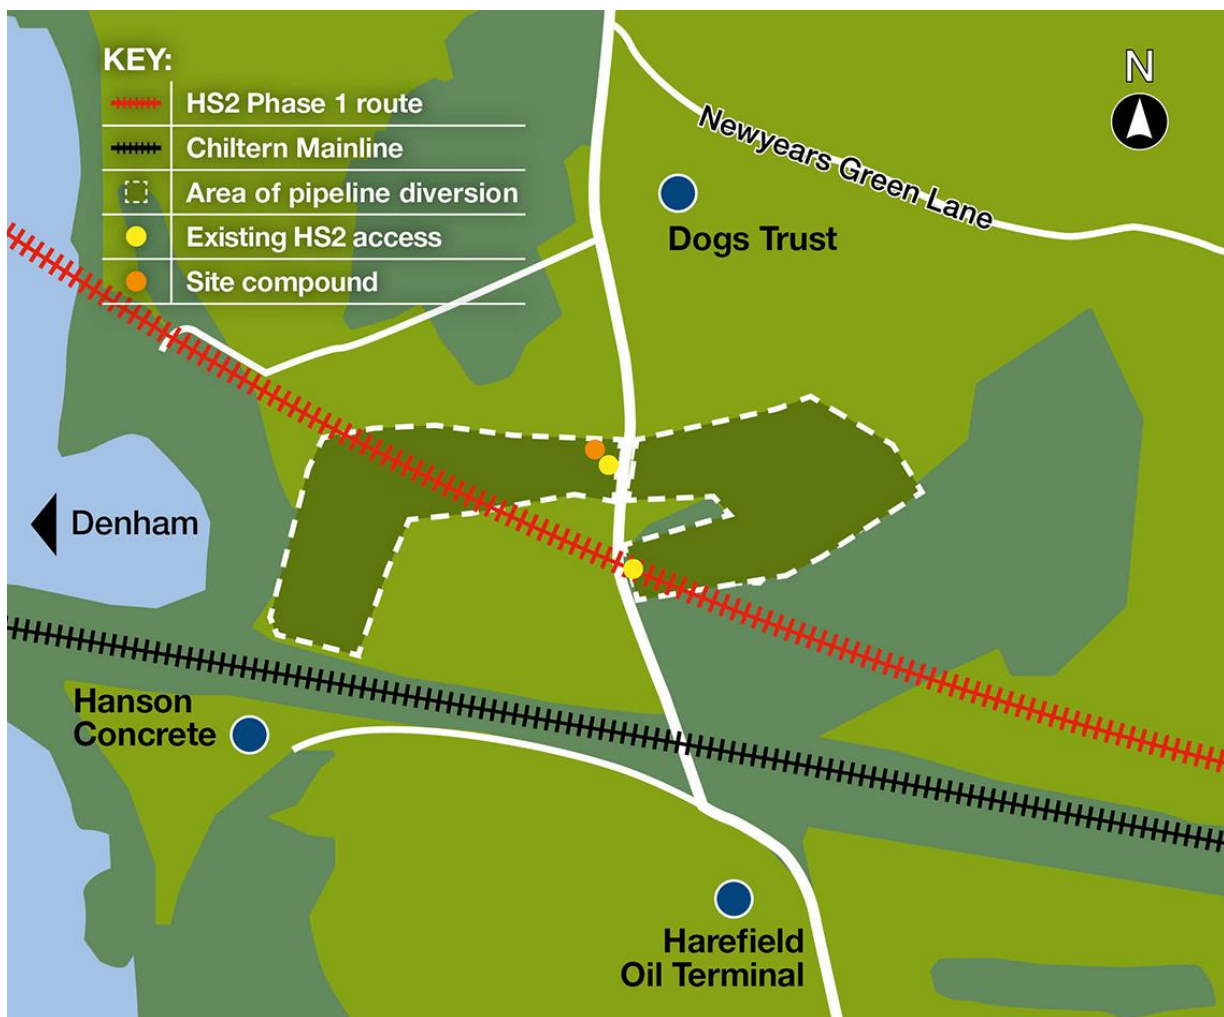 KEY:
HS2 Phase 1 route
Chiltern Mainline
Area of pipeline diversion
Existing HS2 access
Site compound
N
Newyears Green Lane
Dogs Trust
Denham
Hanson
Concrete
Harefield
Oil Terminal